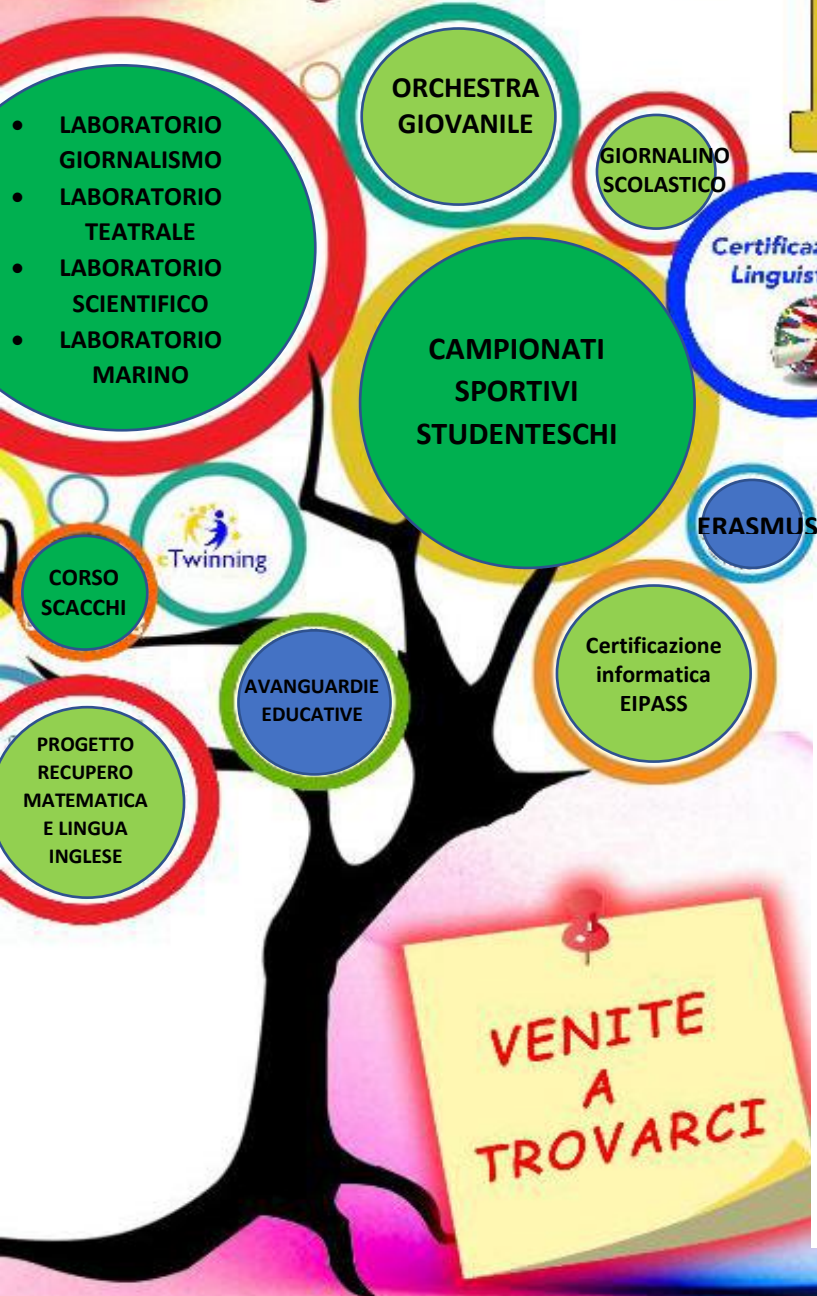 • LABORATORIO
GIORNALISMO
• LABORATORIO
TEATRALE
• LABORATORIO
SCIENTIFICO
• LABORATORIO
MARINO
ORCHESTRA
GIOVANILE
GIORNALINO
SCOLASTICO
CAMPIONATI
SPORTIVI
STUDENTESCHI
eTwinning
CORSO
SCACCHI
ERASMUS
AVANGUARDIE
EDUCATIVE
Certificazione
informatica
EIPASS
PROGETTO
RECUPERO
MATEMATICA
E LINGUA
INGLESE
VENITE
A
TROVARCI